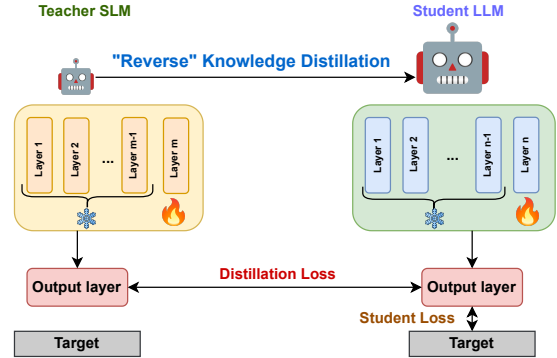 Teacher SLM
Student LLM
"Reverse" Knowledge Distillation
Layer 1
Layer 2
...
Layer m-1
Layer m
Layer 1
Layer 2
...
Layer n-1
Layer n
Output layer
Distillation Loss
Output layer
Student Loss
Target
Target